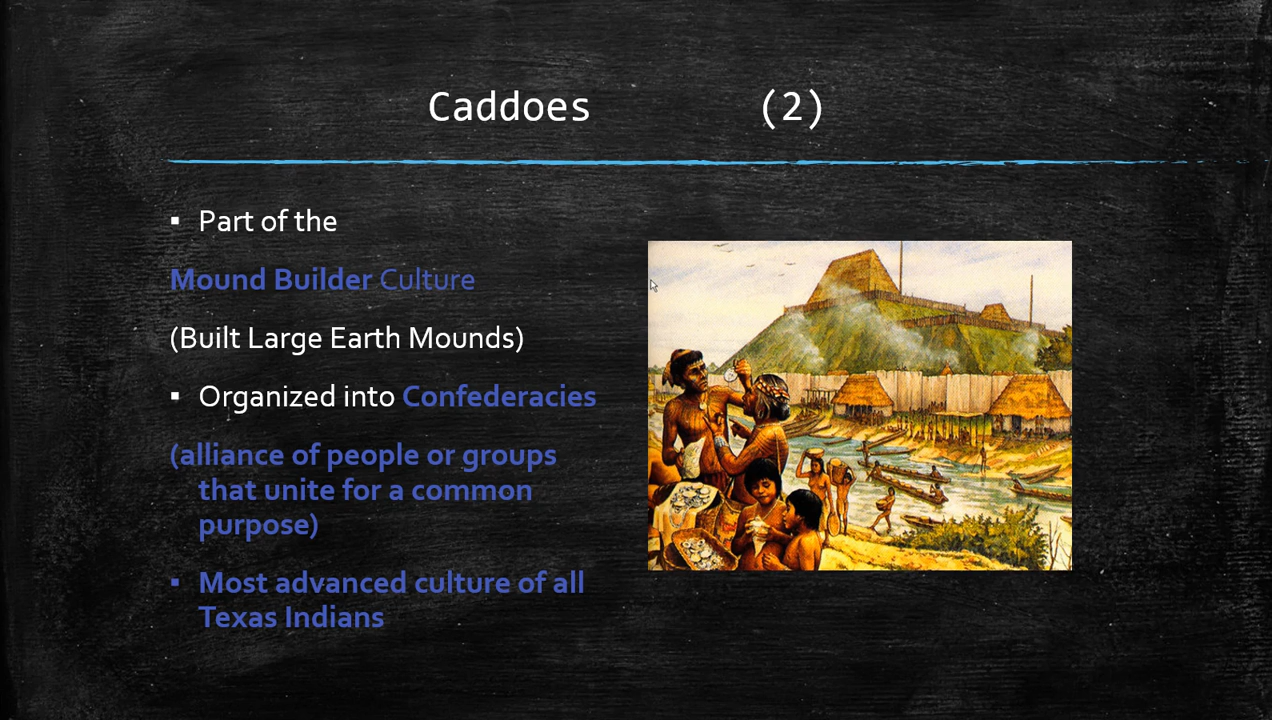 Caddoes (2)
▪ Part of the
Mound Builder Culture
(Built Large Earth Mounds)
▪ Organized into Confederacies
(alliance of people or groups
that unite for a common
purpose)
▪ Most advanced culture of all
Texas Indians